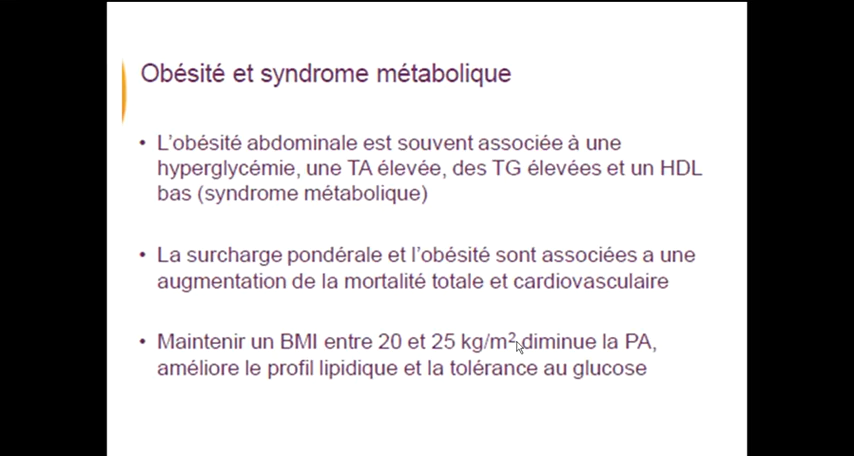 Obésité et syndrome métabolique
• L'obésité abdominale est souvent associée à une
hyperglycémie, une TA élevée, des TG élevées et un HDL
bas (syndrome métabolique)
• La surcharge pondérale et l'obésité sont associées a une
augmentation de la mortalité totale et cardiovasculaire
• Maintenir un BMI entre 20 et 25 kg/m² diminue la PA,
améliore le profil lipidique et la tolérance au glucose